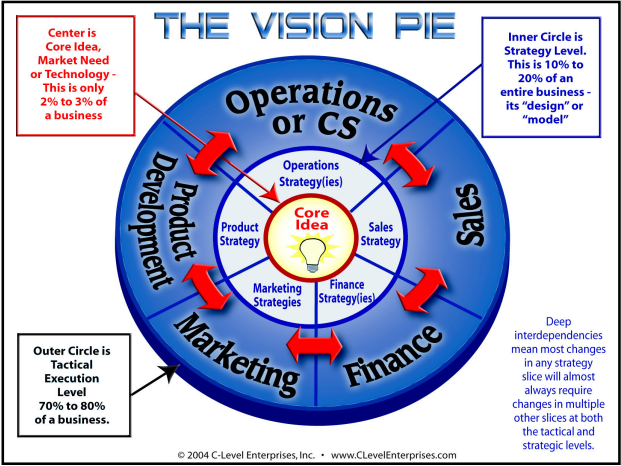 THE VISION PIE
Center is
Core Idea,
Market Need
or Technology -
This is only
2% to 3% of
a business
Inner Circle is
Strategy Level.
This is 10% to
20% of an
entire business -
its “design” or
“model”
Operations
or CS
Product
Development
Sales
Marketing
Finance
Operations
Strategy(ies)
Product
Strategy
Sales
Strategy
Marketing
Strategies
Finance
Strategy(ies)
Core
Idea
Outer Circle is
Tactical
Execution
Level
70% to 80%
of a business.
Deep
interdependencies
mean most changes
in any strategy
slice will almost
always require
changes in multiple
other slices at both
the tactical and
strategic levels.
© 2004 C-Level Enterprises, Inc. • www.CLevelEnterprises.com